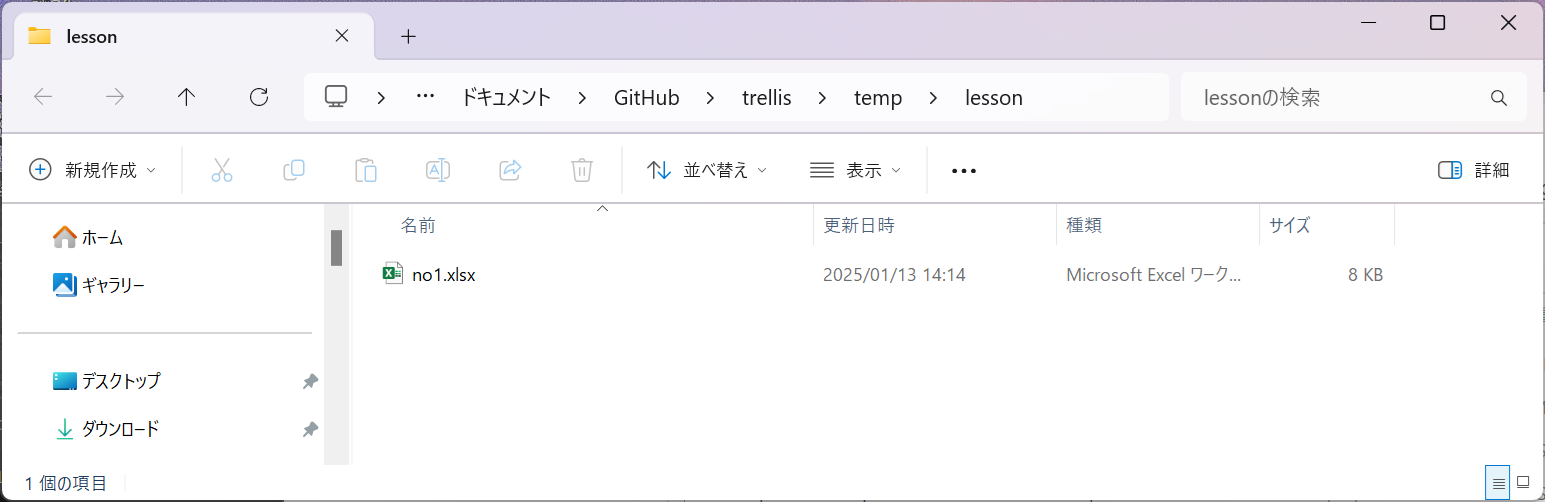 lesson
ドキュメント GitHub trellis temp lesson lessonの検索
新規作成 並べ替え 表示 詳細
名前 更新日時 種類 サイズ
ホーム
no1.xlsx 2025/01/13 14:14 Microsoft Excel ワーク... 8 KB
ギャラリー
デスクトップ
ダウンロード
1 個の項目